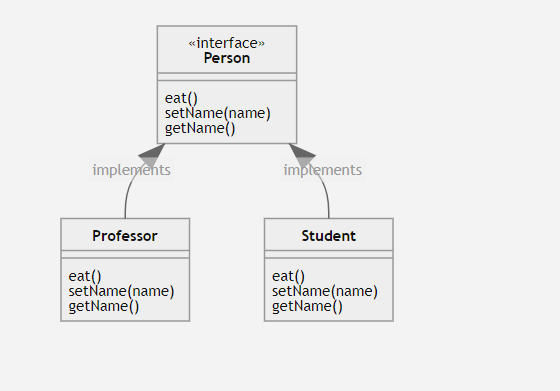 «interface»
Person
eat()
setName(name)
getName()
implements
implements
Professor
eat()
setName(name)
getName()
Student
eat()
setName(name)
getName()